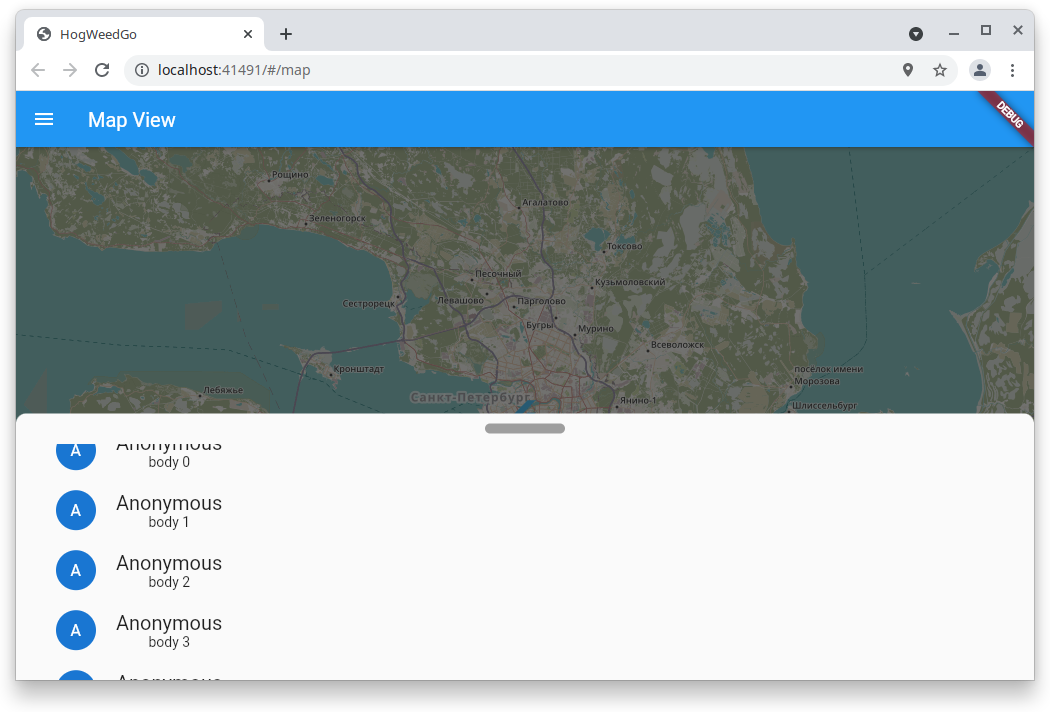 HogWeedGo
localhost:41491/#/map
Map View
DEBUG
Рощино
Агалатово
Зеленогорск
Токсово
Песочный
Кузьмоловский
Сестрорецк
Левашово
Парголово
Бугры
Мурино
Всеволожск
Кронштадт
посёлок имени
Морозова
Лебяжье
Санкт-Петербург
Янино-1
Шлиссельбург
A
Anonymous
body 0
A
Anonymous
body 1
A
Anonymous
body 2
A
Anonymous
body 3
Anonymous